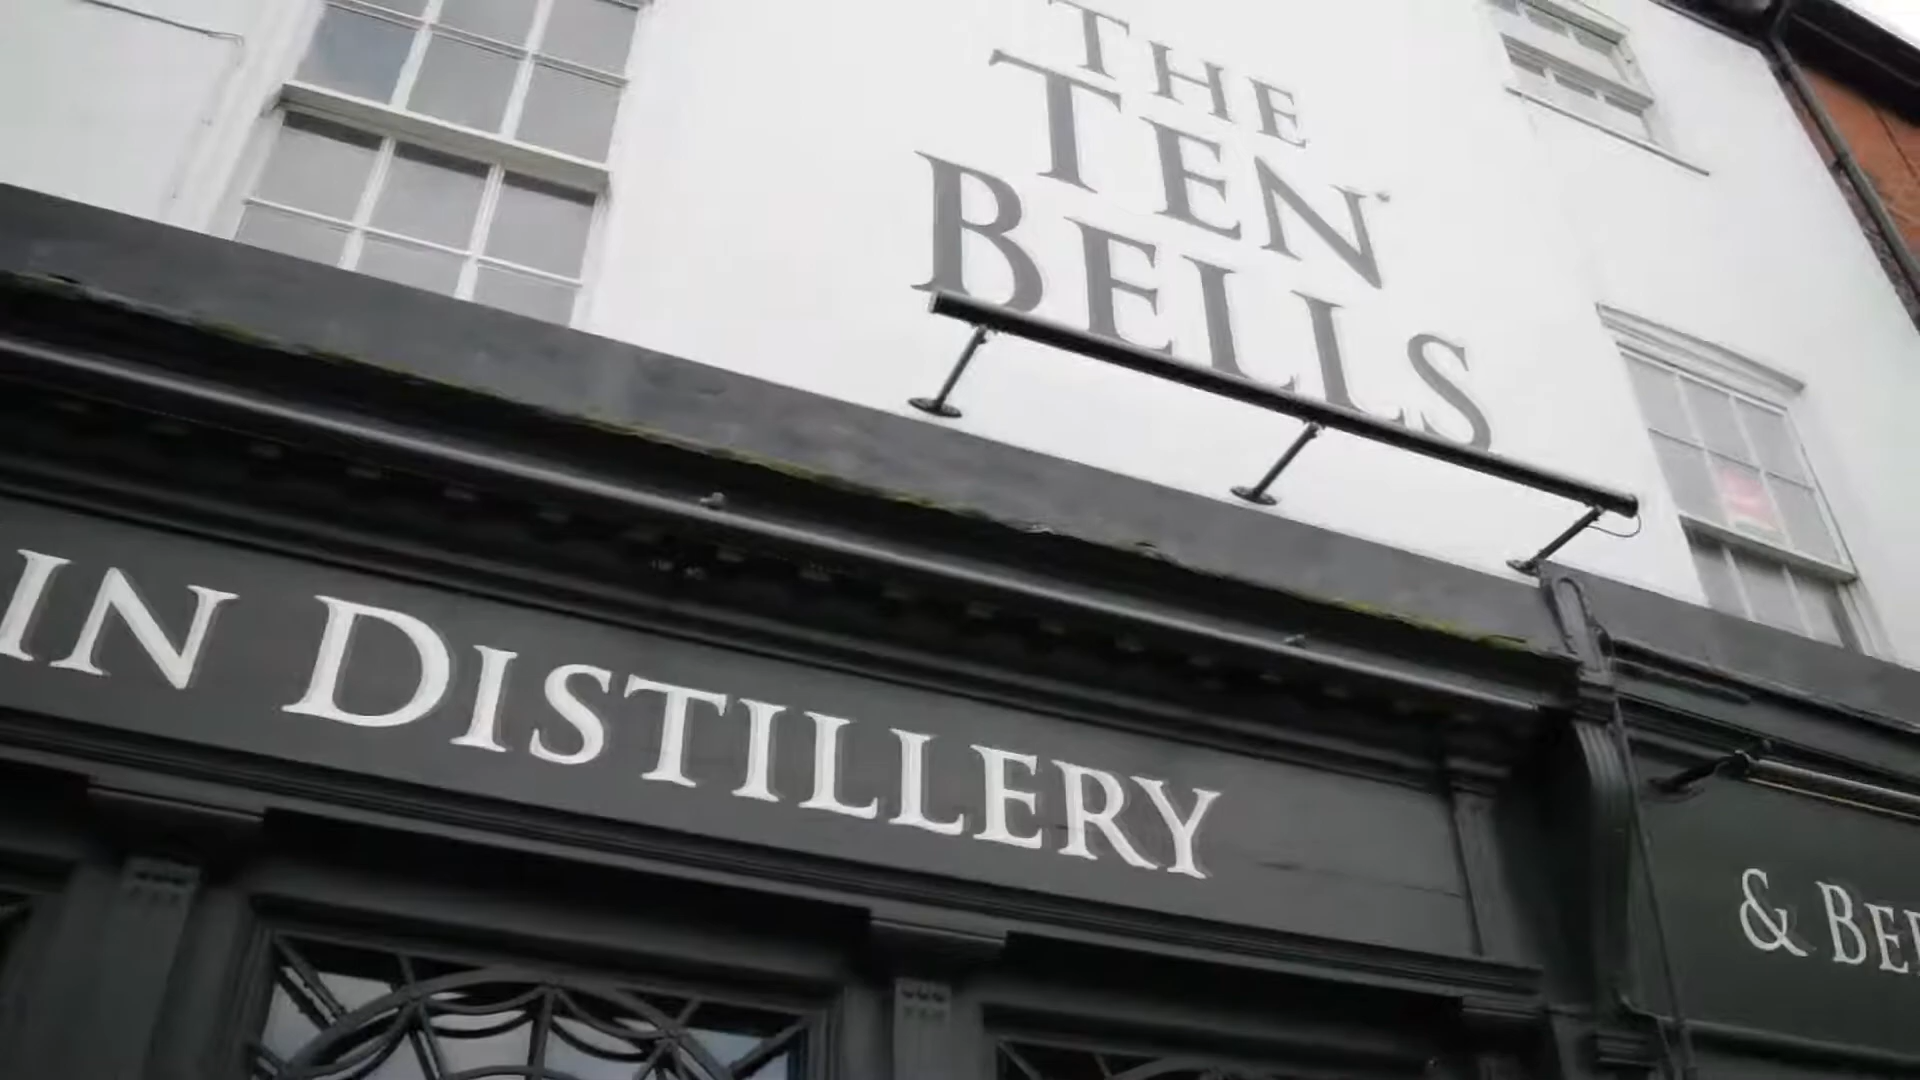 THE
TEN
BELLS
IN DISTILLERY
& BE